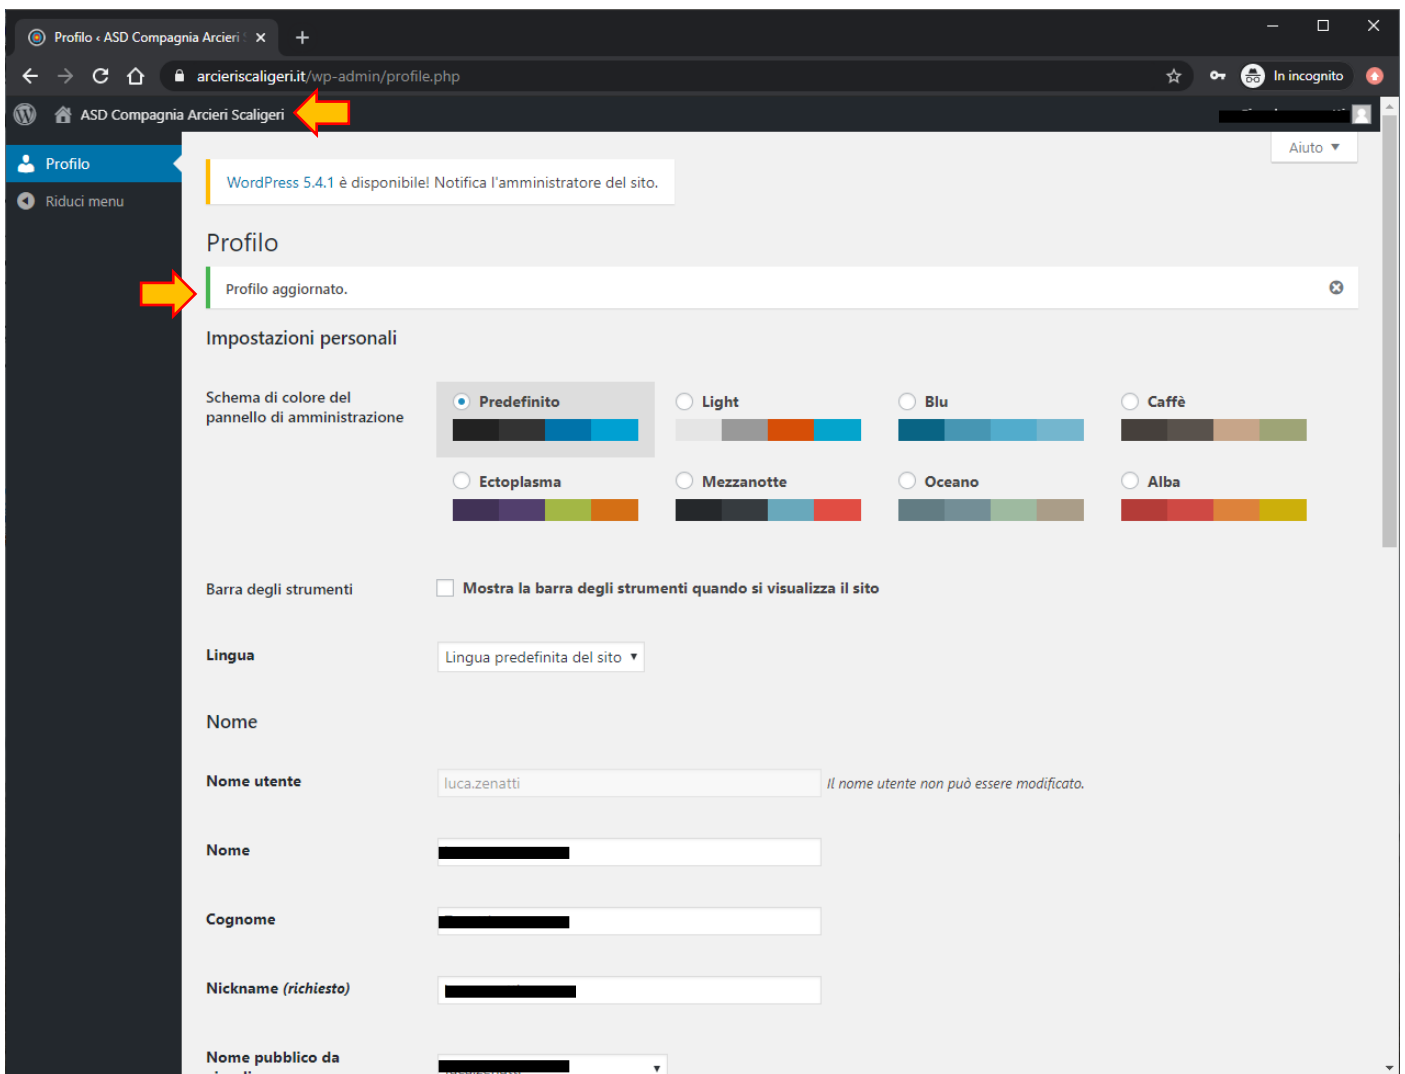 Profilo ‹ ASD Compagnia Arcieri
arcieriscaligeri.it/wp-admin/profile.php
In incognito
ASD Compagnia Arcieri Scaligeri
Profilo
Riduci menu
Aiuto
WordPress 5.4.1 è disponibile! Notifica l'amministratore del sito.
Profilo
Profilo aggiornato.
Impostazioni personali
Schema di colore del
pannello di amministrazione
Predefinito
Light
Blu
Caffè
Ectoplasma
Mezzanotte
Oceano
Alba
Barra degli strumenti
Mostra la barra degli strumenti quando si visualizza il sito
Lingua
Lingua predefinita del sito
Nome
Nome utente
luca.zenatti
Il nome utente non può essere modificato.
Nome
Cognome
Nickname (richiesto)
Nome pubblico da